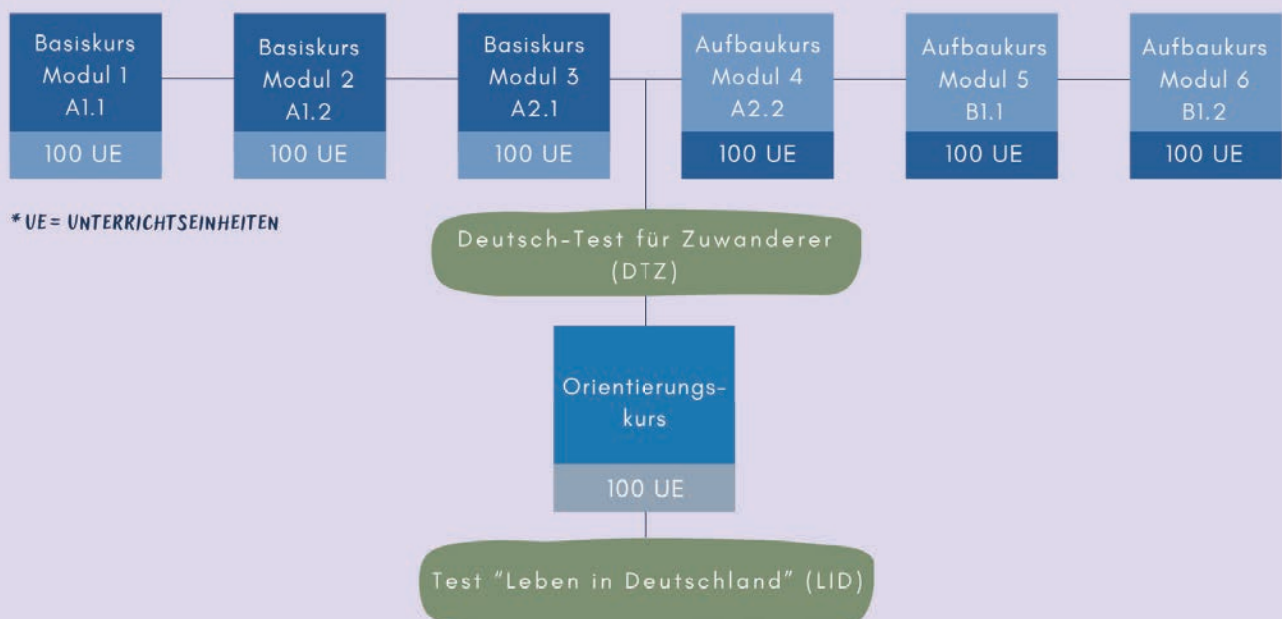 Basiskurs
Modul 1
A1.1
100 UE
Basiskurs
Modul 2
A1.2
100 UE
Basiskurs
Modul 3
A2.1
100 UE
Aufbaukurs
Modul 4
A2.2
100 UE
Aufbaukurs
Modul 5
B1.1
100 UE
Aufbaukurs
Modul 6
B1.2
100 UE
*UE= UNTERRICHTSEINHEITEN
Deutsch-Test für Zuwanderer
(DTZ)
Orientierungs-
kurs
100 UE
Test "Leben in Deutschland" (LID)